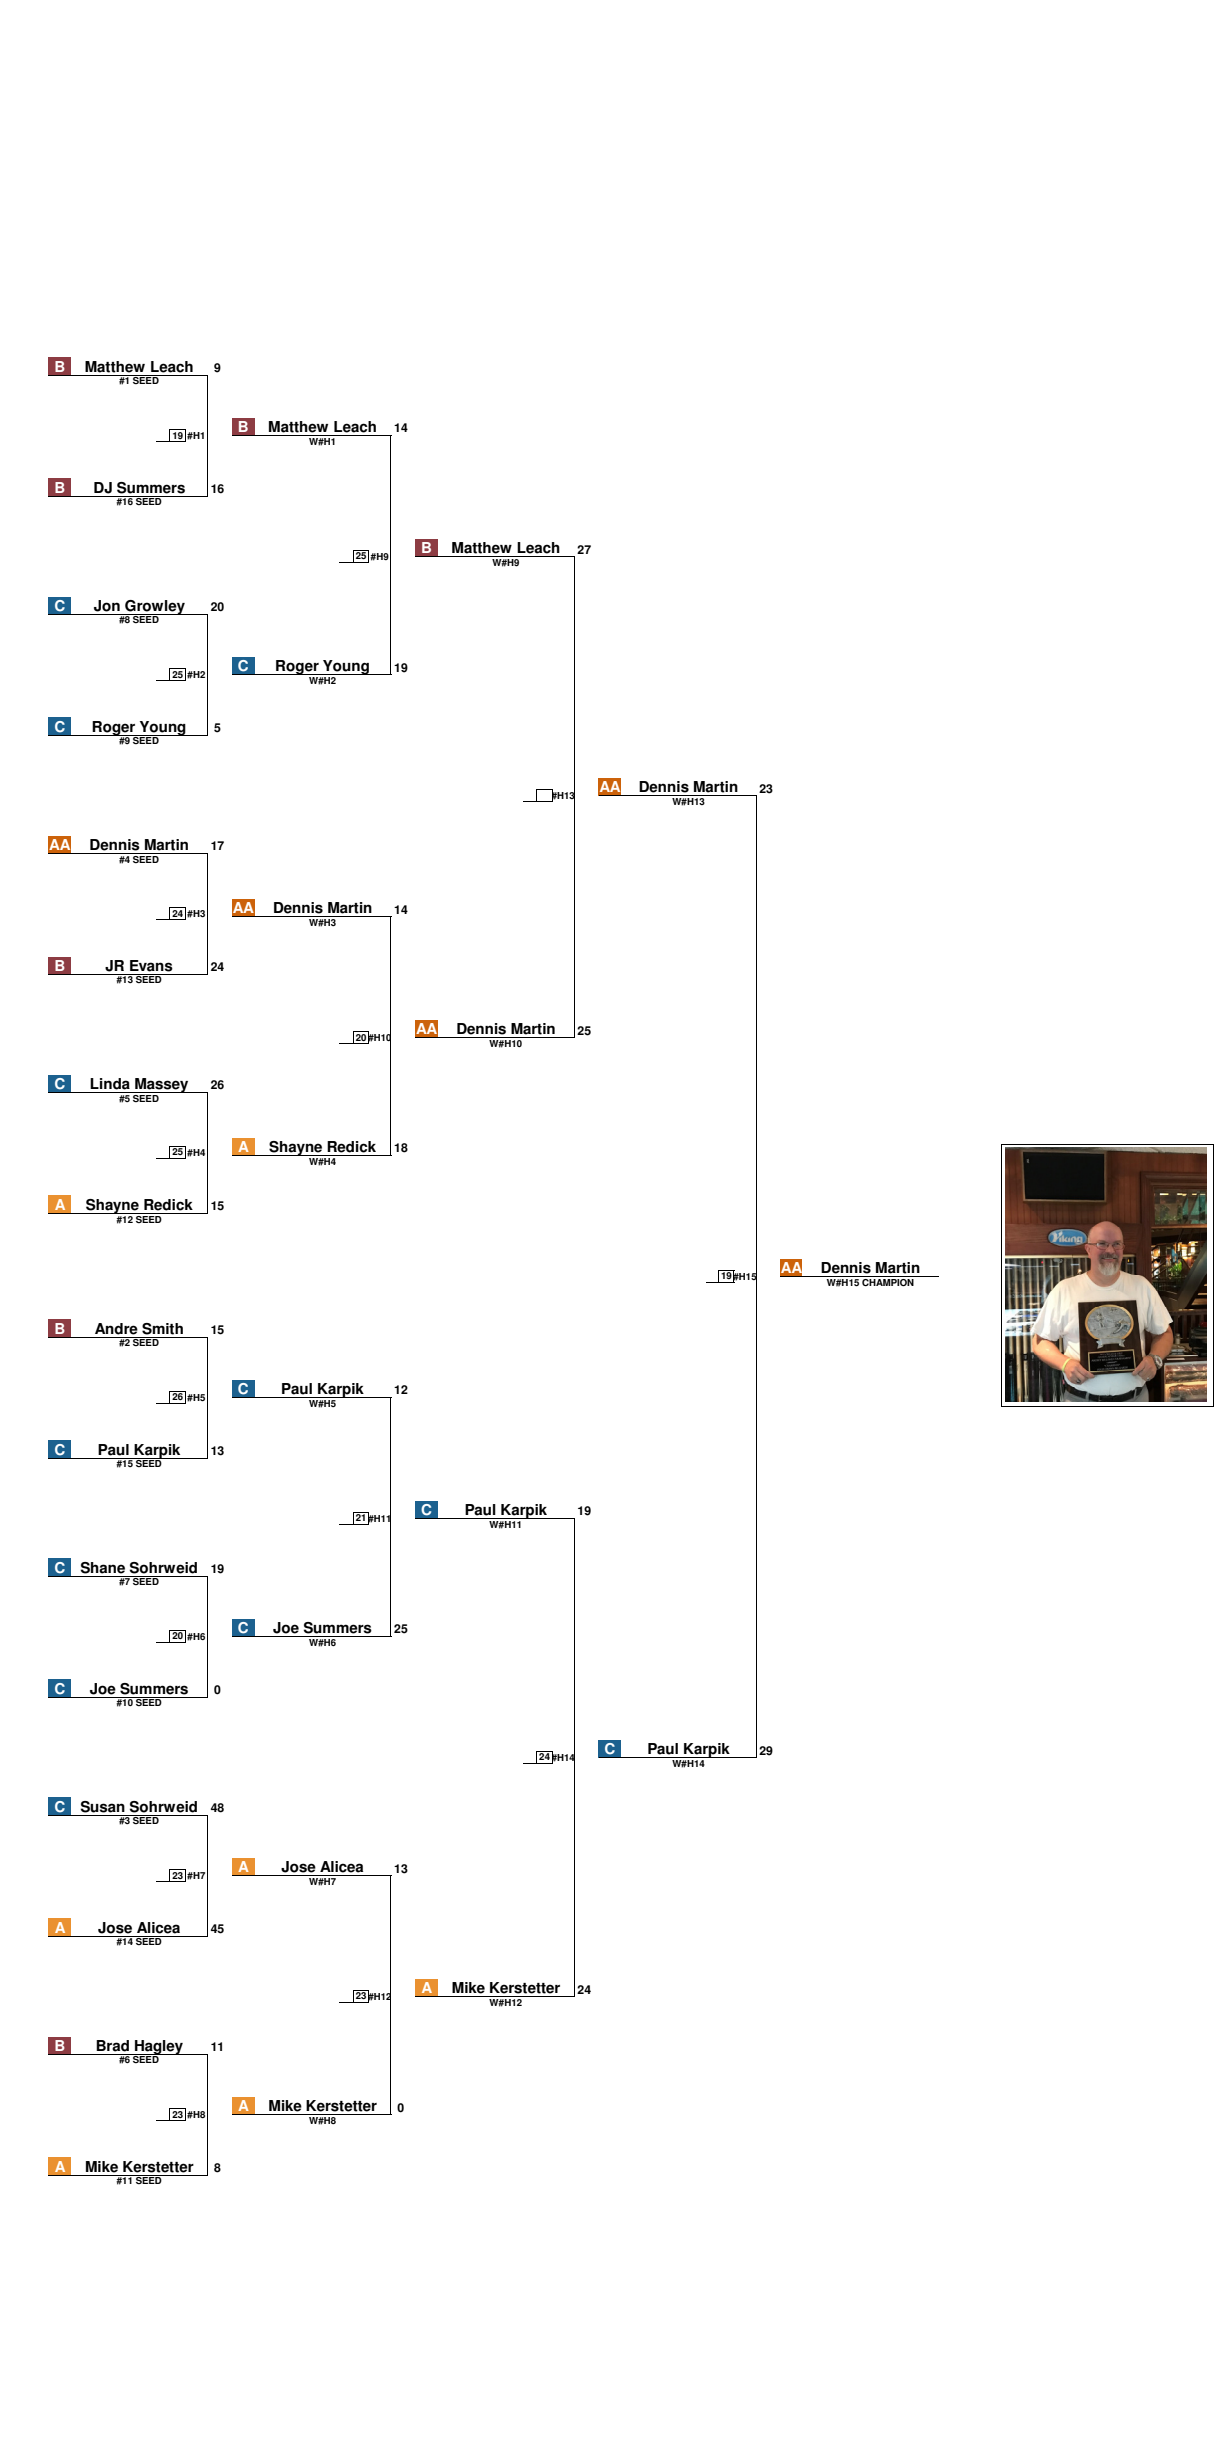 B Matthew Leach 9
#1 SEED
19 #H1
B DJ Summers 16
#16 SEED
C Jon Growley 20
#8 SEED
25 #H2
C Roger Young 5
#9 SEED
AA Dennis Martin 17
#4 SEED
24 #H3
B JR Evans 24
#13 SEED
C Linda Massey 26
#5 SEED
25 #H4
A Shayne Redick 15
#12 SEED
B Andre Smith 15
#2 SEED
26 #H5
C Paul Karpik 13
#15 SEED
C Shane Sohrweid 19
#7 SEED
20 #H6
C Joe Summers 0
#10 SEED
C Susan Sohrweid 48
#3 SEED
23 #H7
A Jose Alicea 45
#14 SEED
B Brad Hagley 11
#6 SEED
23 #H8
A Mike Kerstetter 8
#11 SEED
B Matthew Leach 14
W#H1
25 #H9
C Roger Young 19
W#H2
AA Dennis Martin 14
W#H3
20 #H10
A Shayne Redick 18
W#H4
C Paul Karpik 12
W#H5
21 #H11
C Joe Summers 25
W#H6
A Jose Alicea 13
W#H7
23 #H12
A Mike Kerstetter 0
W#H8
B Matthew Leach 27
W#H9
#H13
AA Dennis Martin 25
W#H10
C Paul Karpik 19
W#H11
24 #H14
A Mike Kerstetter 24
W#H12
AA Dennis Martin 23
W#H13
19 #H15
C Paul Karpik 29
W#H14
AA Dennis Martin
W#H15 CHAMPION
Viking